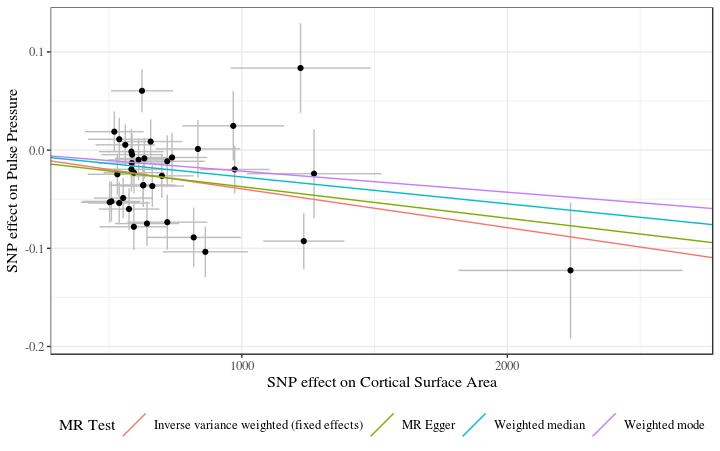 SNP effect on Pulse Pressure
0.1
0.0
-0.1
-0.2
1000
2000
SNP effect on Cortical Surface Area
MR Test
Inverse variance weighted (fixed effects)
MR Egger
Weighted median
Weighted mode